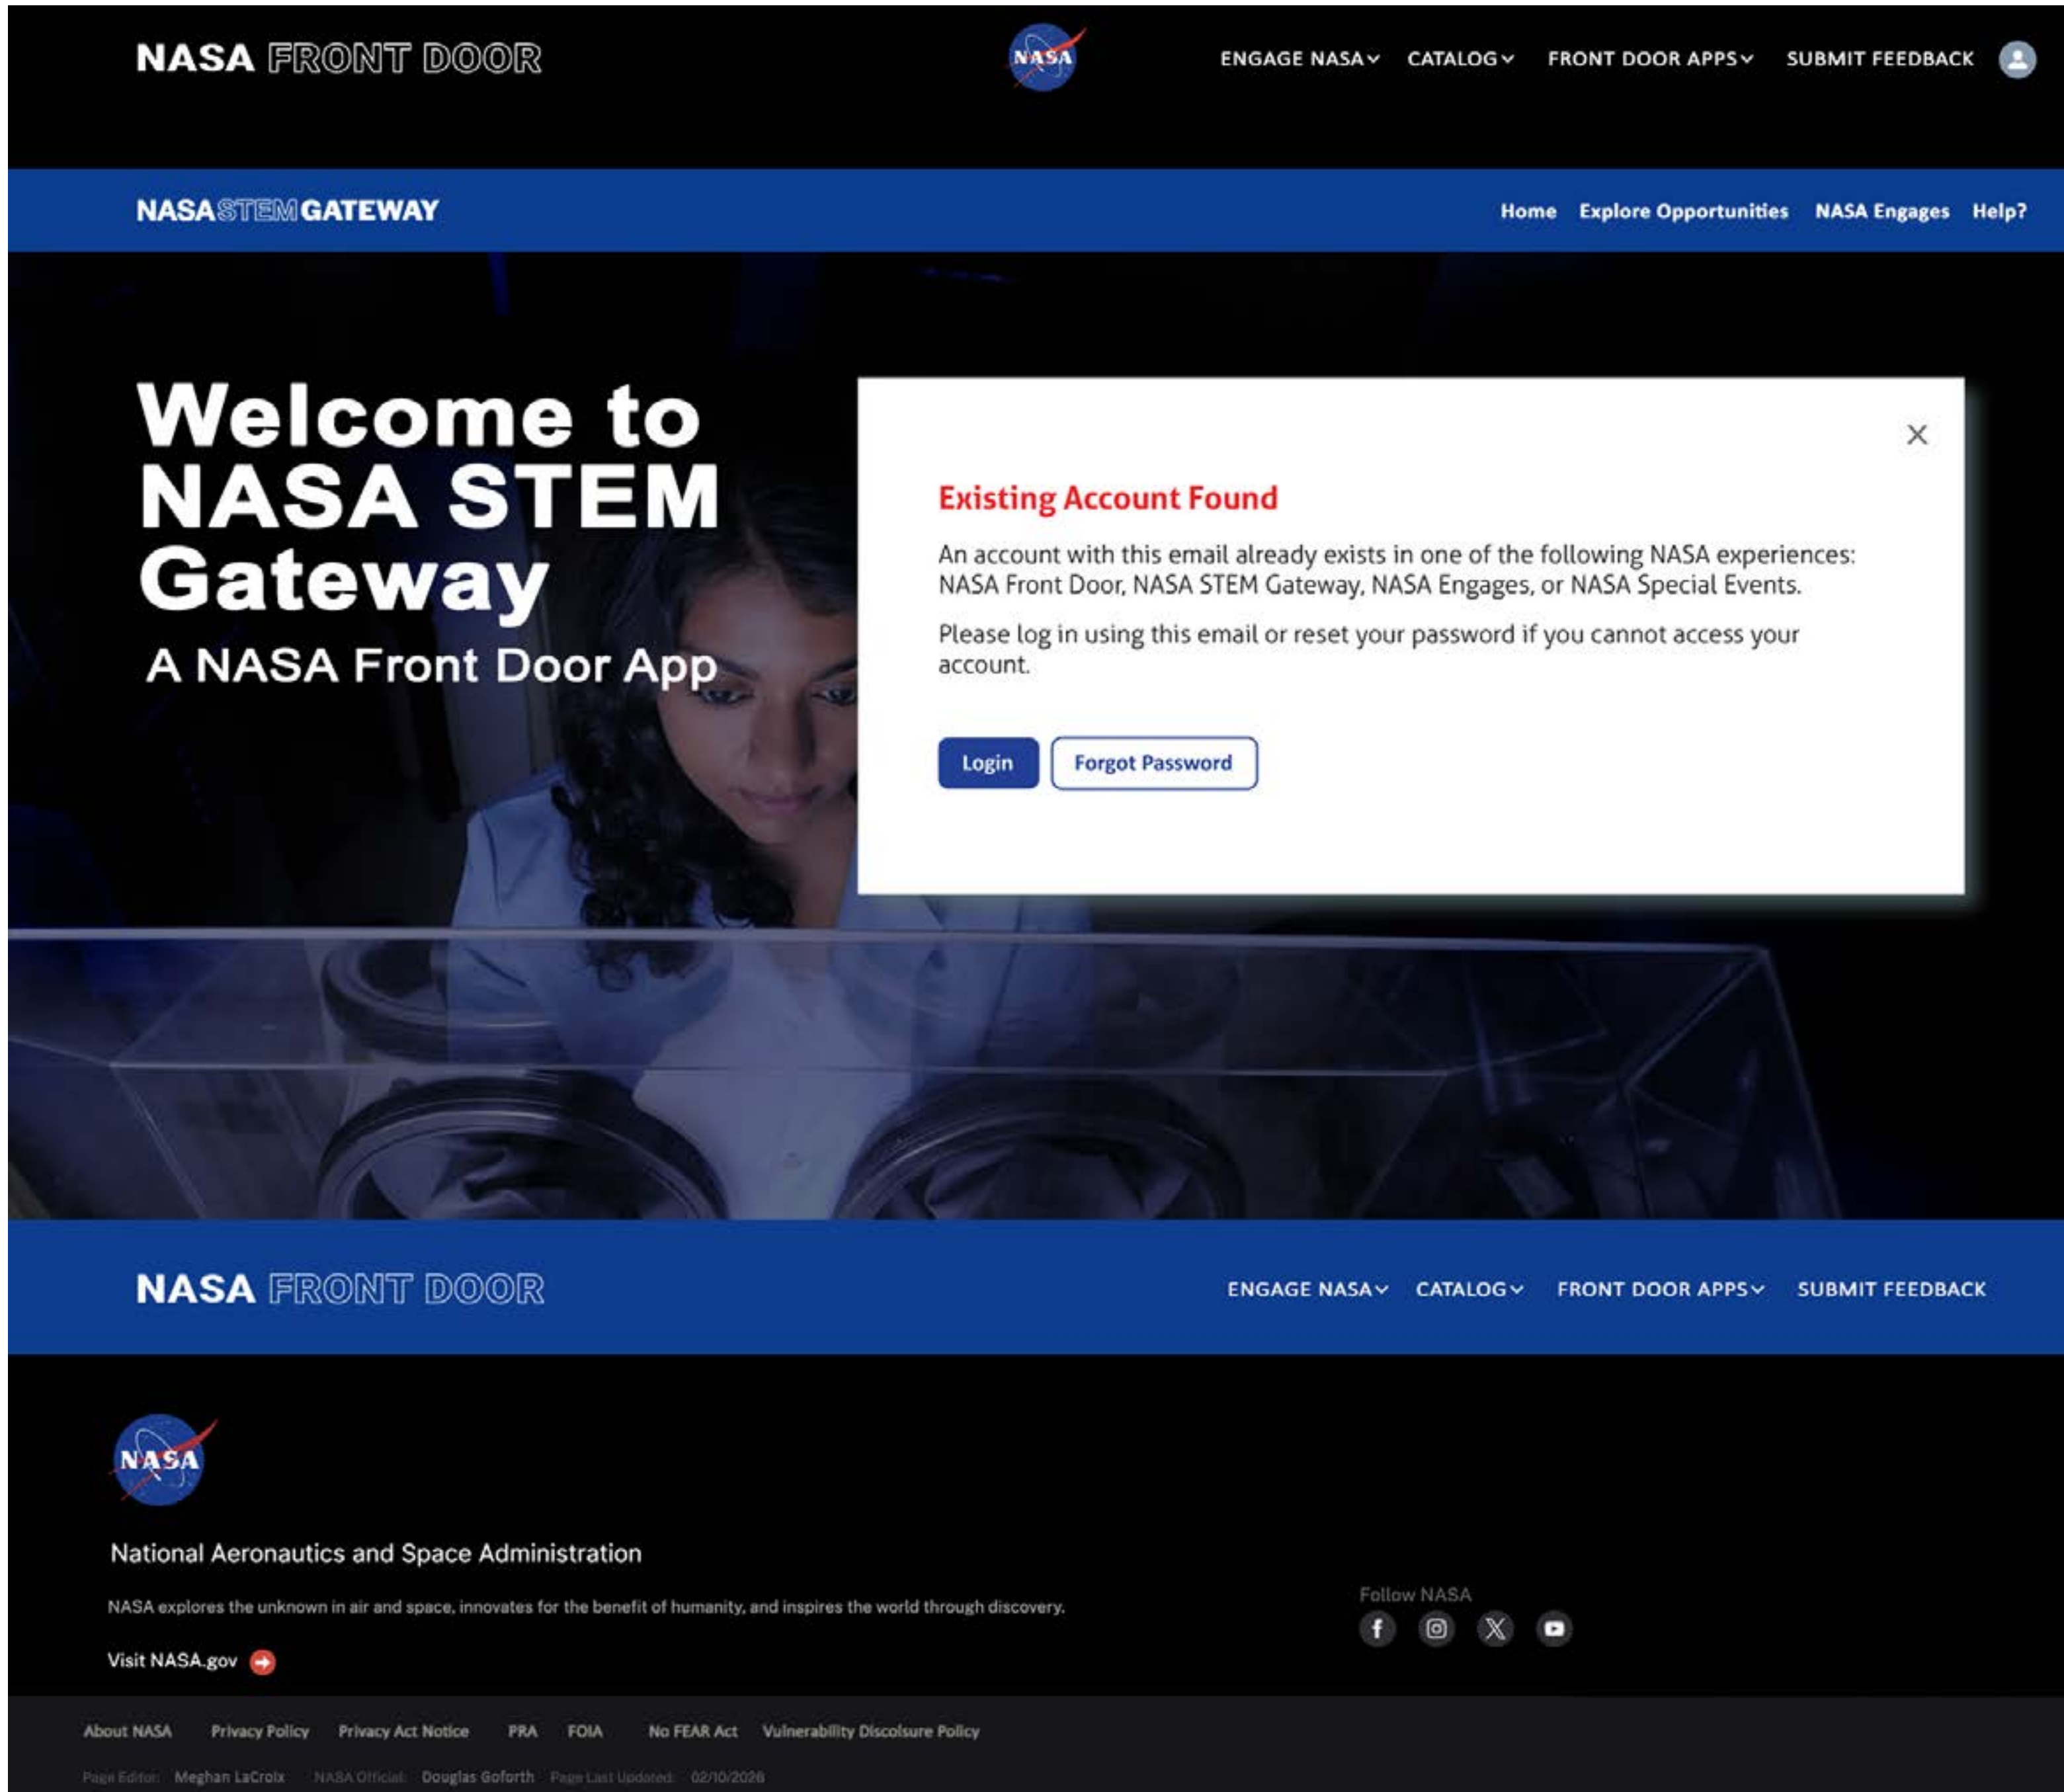 NASA FRONT DOOR
NASA
ENGAGE NASA CATALOG FRONT DOOR APPS SUBMIT FEEDBACK
NASA STEM GATEWAY
Home Explore Opportunities NASA Engages Help?
Welcome to
NASA STEM
Gateway
A NASA Front Door App
Existing Account Found
An account with this email already exists in one of the following NASA experiences:
NASA Front Door, NASA STEM Gateway, NASA Engages, or NASA Special Events.
Please log in using this email or reset your password if you cannot access your
account.
Login Forgot Password
NASA FRONT DOOR
ENGAGE NASA CATALOG FRONT DOOR APPS SUBMIT FEEDBACK
NASA
National Aeronautics and Space Administration
NASA explores the unknown in air and space, innovates for the benefit of humanity, and inspires the world through discovery.
Visit NASA.gov
Follow NASA
About NASA Privacy Policy Privacy Act Notice PRA FOIA No FEAR Act Vulnerability Discolsure Policy
Page Editor: Meghan LaCroix NASA Official: Douglas Goforth Page Last Updated: 02/10/2026